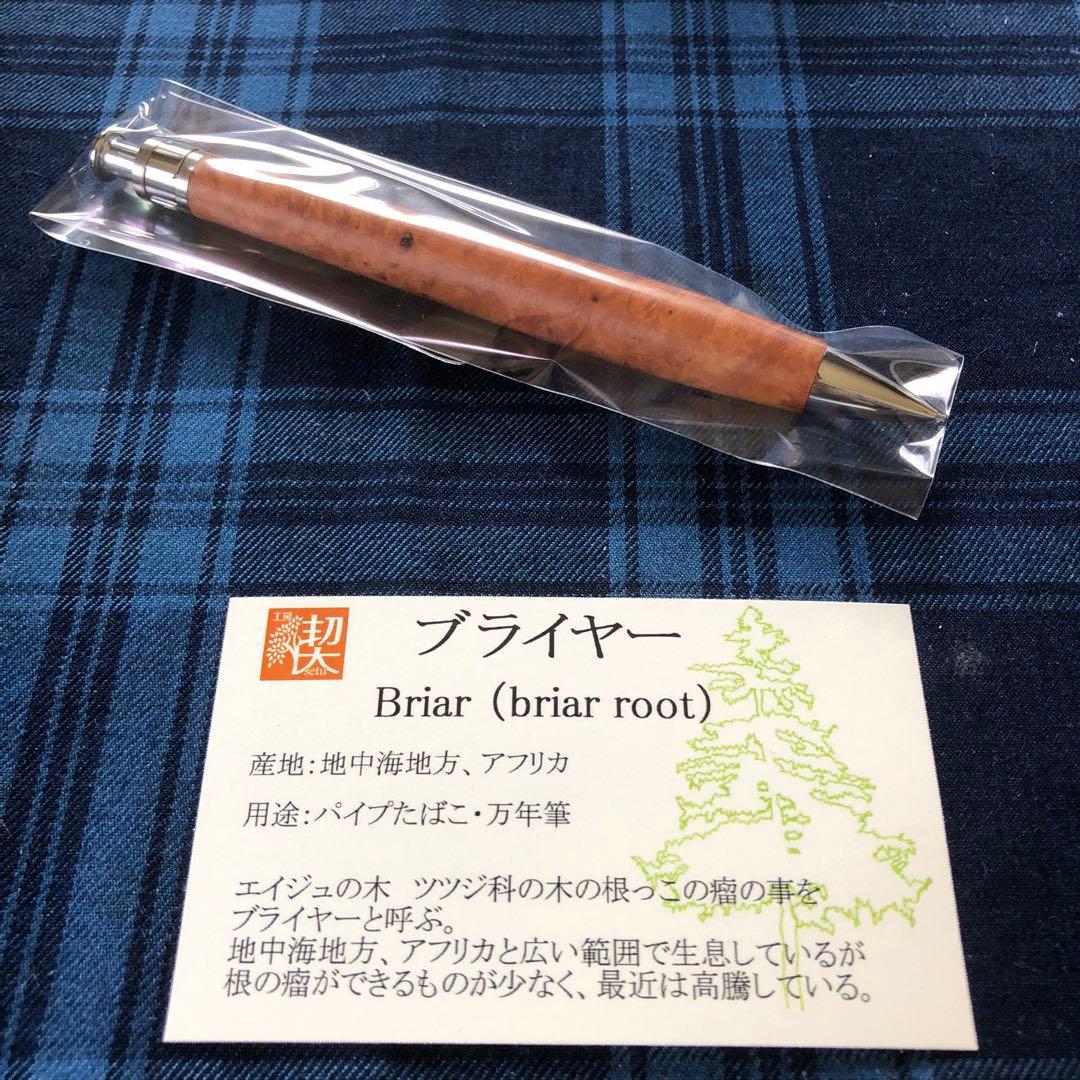 工房
契
setu
ブライヤー
Briar (briar root)
産地:地中海地方、アフリカ
用途:パイプたばこ・万年筆
エイジュの木 ツツジ科の木の根っこの瘤の事を
ブライヤーと呼ぶ。
地中海地方、アフリカと広い範囲で生息しているが
根の瘤ができるものが少なく、最近は高騰している。